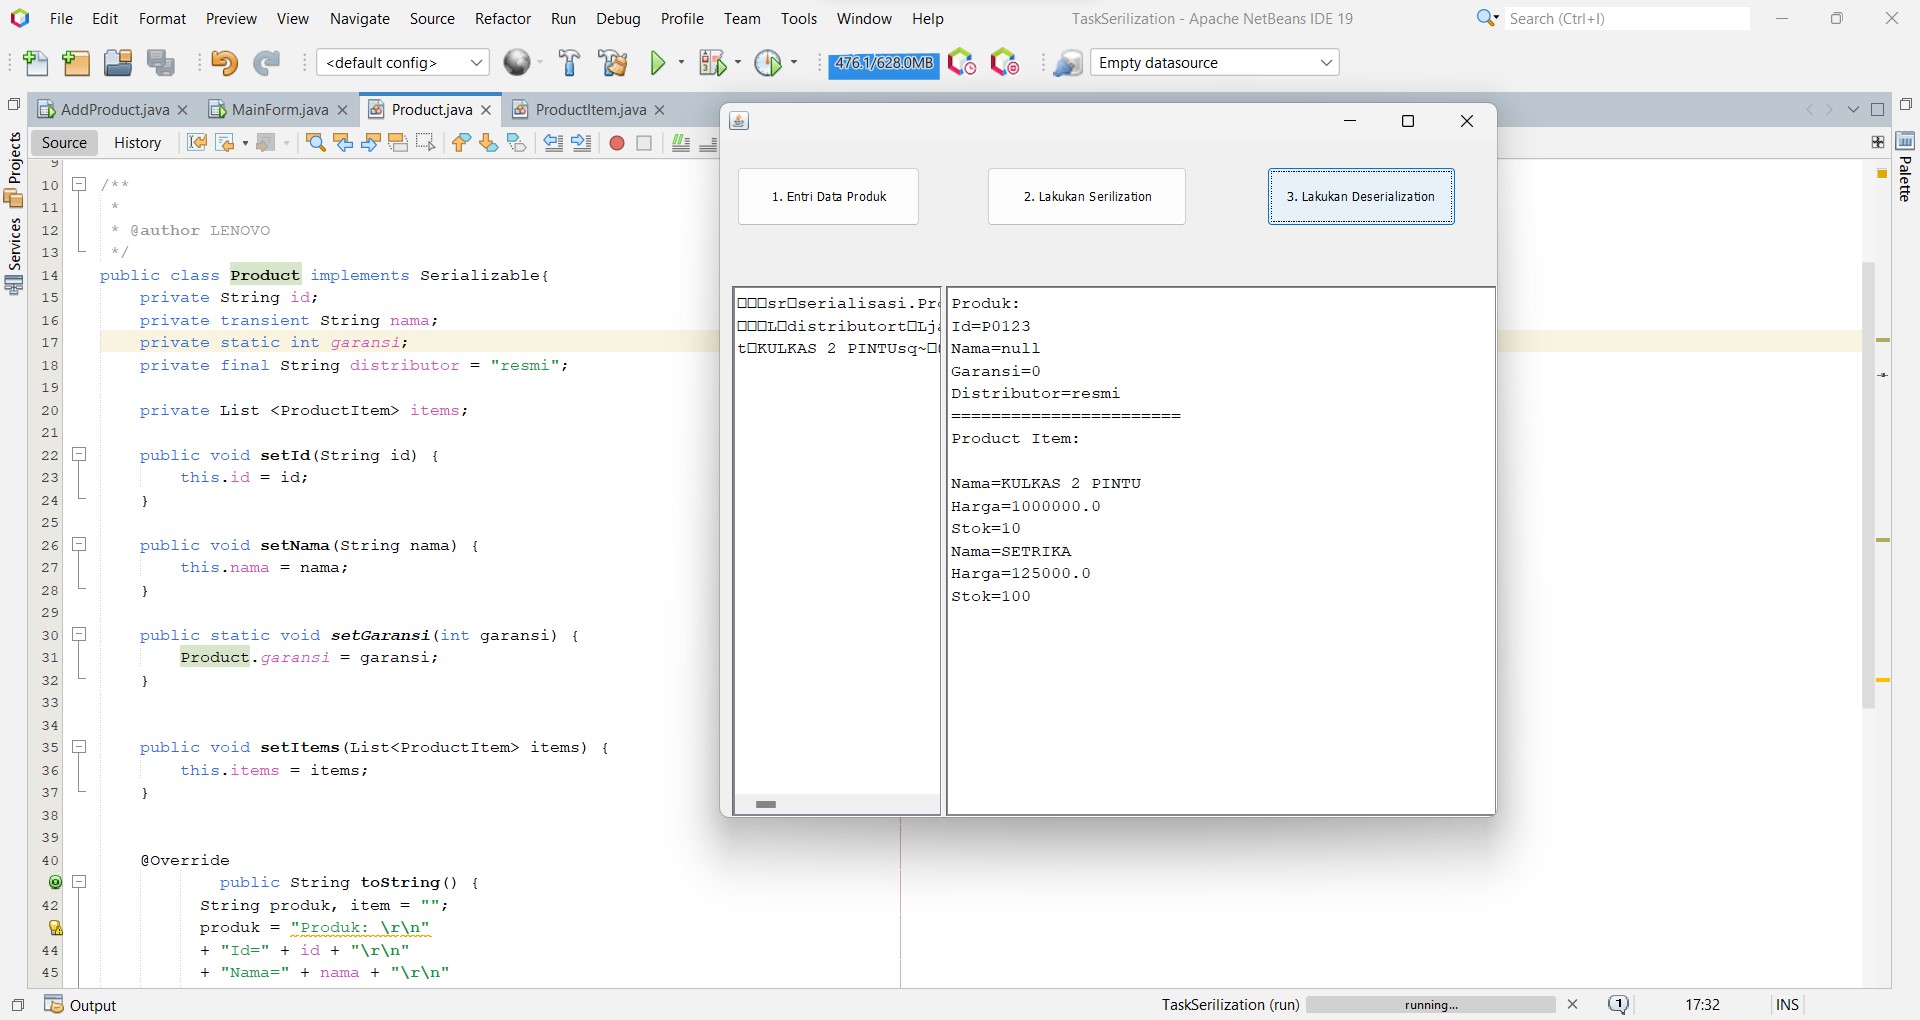 File Edit Format Preview View Navigate Source Refactor Run Debug Profile Team Tools Window Help
TaskSerilization - Apache NetBeans IDE 19
Search (Ctrl+I)
<default config>
476.1/628.0MB
Empty datasource
AddProduct.java
MainForm.java
Product.java
ProductItem.java
Source
History
Projects
Services
Palette
9
10 /**
11 *
12 * @author LENOVO
13 */
14 public class Product implements Serializable{
15 private String id;
16 private transient String nama;
17 private static int garansi;
18 private final String distributor = "resmi";
19
20 private List <ProductItem> items;
21
22 public void setId(String id) {
23 this.id = id;
24 }
25
26 public void setNama(String nama) {
27 this.nama = nama;
28 }
29
30 public static void setGaransi(int garansi) {
31 Product.garansi = garansi;
32 }
33
34
35 public void setItems(List<ProductItem> items) {
36 this.items = items;
37 }
38
39
40 @Override
public String toString() {
42 String produk, item = "";
produk = "Produk: \r\n"
44 + "Id=" + id + "\r\n"
45 + "Nama=" + nama + "\r\n"
1. Entri Data Produk
2. Lakukan Serilization
3. Lakukan Deserialization
□□□sr□serialisasi.Pro
□□□L□distributort□Lja
t□KULKAS 2 PINTUsq~□
Produk:
Id=P0123
Nama=null
Garansi=0
Distributor=resmi
=======================
Product Item:
Nama=KULKAS 2 PINTU
Harga=1000000.0
Stok=10
Nama=SETRIKA
Harga=125000.0
Stok=100
Output
TaskSerilization (run)
running...
1
17:32
INS